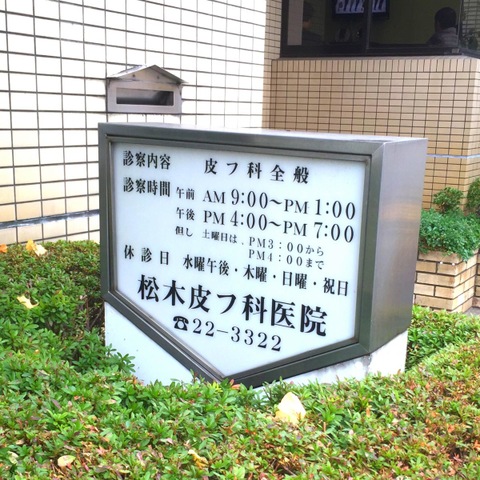 診察内容 皮フ科全般
診察時間 午前 AM 9:00〜PM 1:00
午後 PM 4:00〜PM 7:00
但し 土曜日は、PM3:00から
PM4:00まで
休診日 水曜午後・木曜・日曜・祝日
松木皮フ科医院
☎22-3322